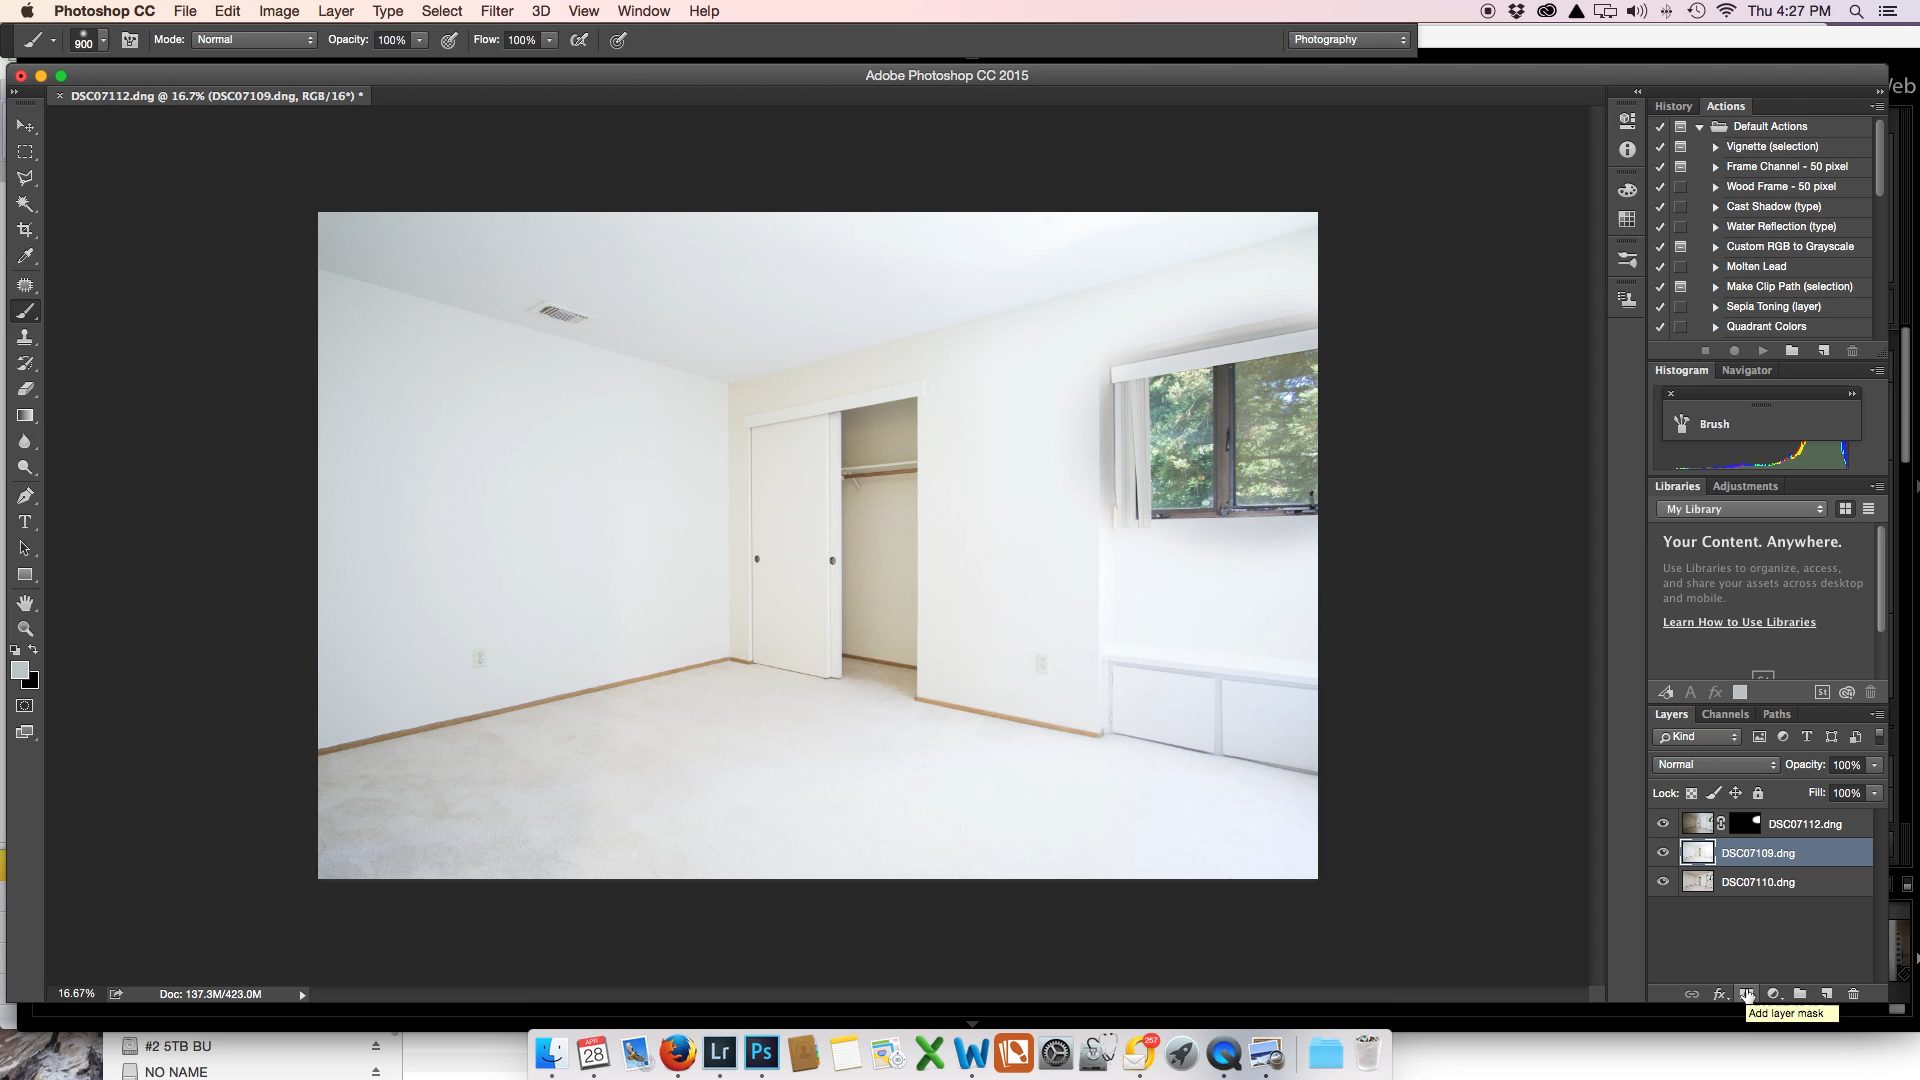 Photoshop CC File Edit Image Layer Type Select Filter 3D View Window Help Thu 4:27 PM
900 Mode: Normal Opacity: 100% Flow: 100% Photography
Adobe Photoshop CC 2015
eb
× DSC07112.dng @ 16.7% (DSC07109.dng, RGB/16*) *
History Actions
Default Actions
Vignette (selection)
Frame Channel - 50 pixel
Wood Frame - 50 pixel
Cast Shadow (type)
Water Reflection (type)
Custom RGB to Grayscale
Molten Lead
Make Clip Path (selection)
Sepia Toning (layer)
Quadrant Colors
Histogram Navigator
Brush
Libraries Adjustments
My Library
Your Content. Anywhere.
Use Libraries to organize, access,
and share your assets across desktop
and mobile.
Learn How to Use Libraries
St
A fx St
Layers Channels Paths
Kind T
Normal Opacity: 100%
Lock: Fill: 100%
DSC07112.dng
DSC07109.dng
DSC07110.dng
fx
Add layer mask
16.67% Doc: 137.3M/423.0M
#2 5TB BU
NO NAME
APR
28
Lr Ps X W 257